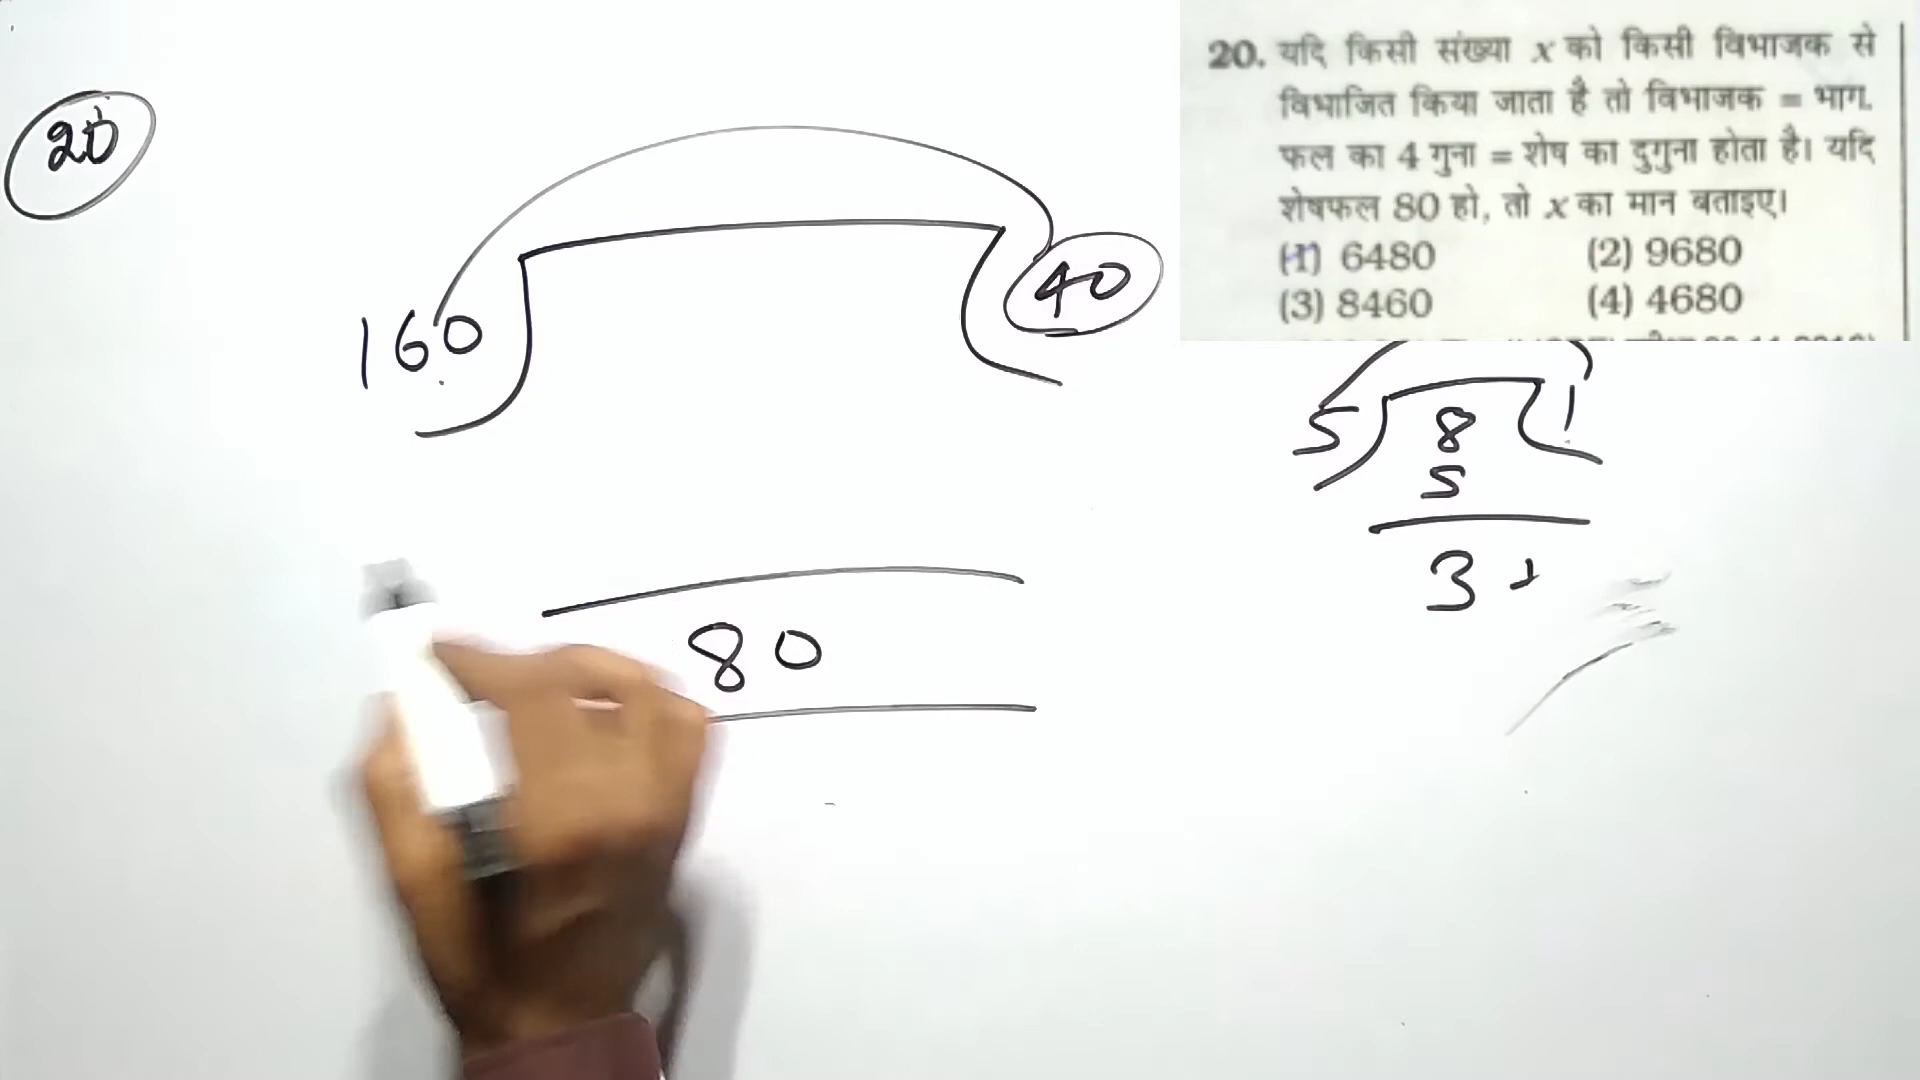 20
20. यदि किसी संख्या x को किसी विभाजक से
विभाजित किया जाता है तो विभाजक = भाग.
फल का 4 गुना = शेष का दुगुना होता है। यदि
शेषफल 80 हो, तो x का मान बताइए।
(1) 6480 (2) 9680
(3) 8460 (4) 4680
160 40
80
5 8 1
5
3